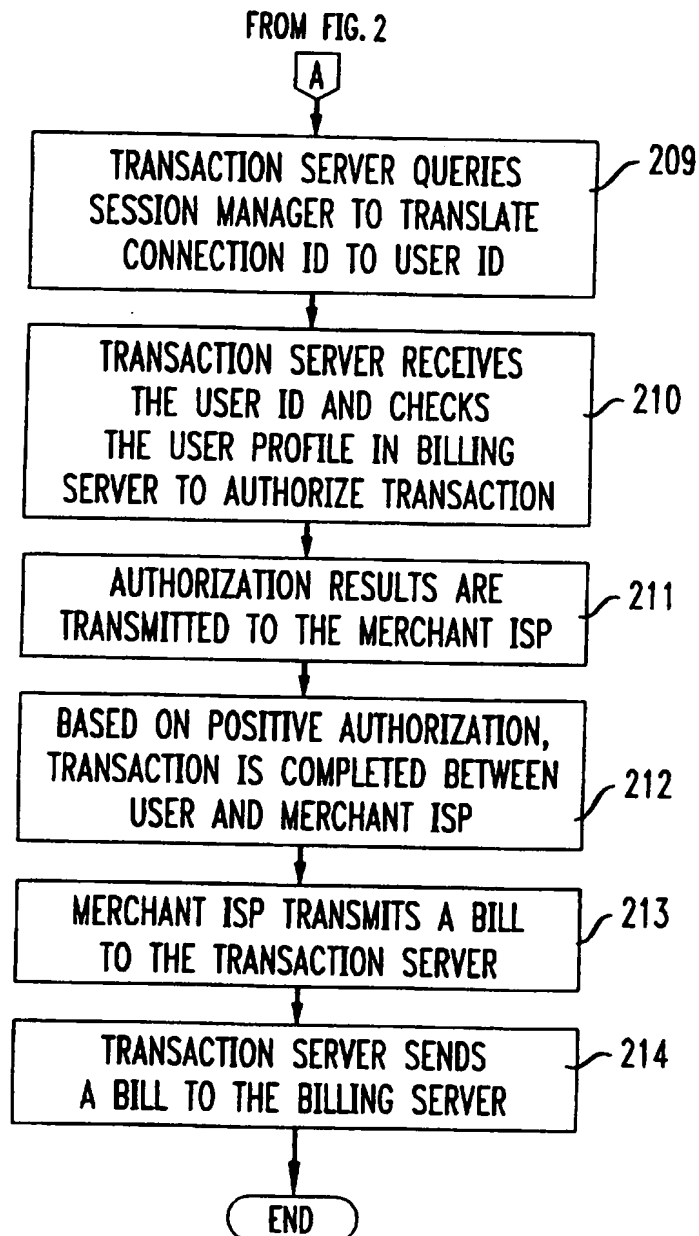 FROM FIG. 2
A
TRANSACTION SERVER QUERIES
SESSION MANAGER TO TRANSLATE
CONNECTION ID TO USER ID
209
TRANSACTION SERVER RECEIVES
THE USER ID AND CHECKS
THE USER PROFILE IN BILLING
SERVER TO AUTHORIZE TRANSACTION
210
AUTHORIZATION RESULTS ARE
TRANSMITTED TO THE MERCHANT ISP
211
BASED ON POSITIVE AUTHORIZATION,
TRANSACTION IS COMPLETED BETWEEN
USER AND MERCHANT ISP
212
MERCHANT ISP TRANSMITS A BILL
TO THE TRANSACTION SERVER
213
TRANSACTION SERVER SENDS
A BILL TO THE BILLING SERVER
214
END